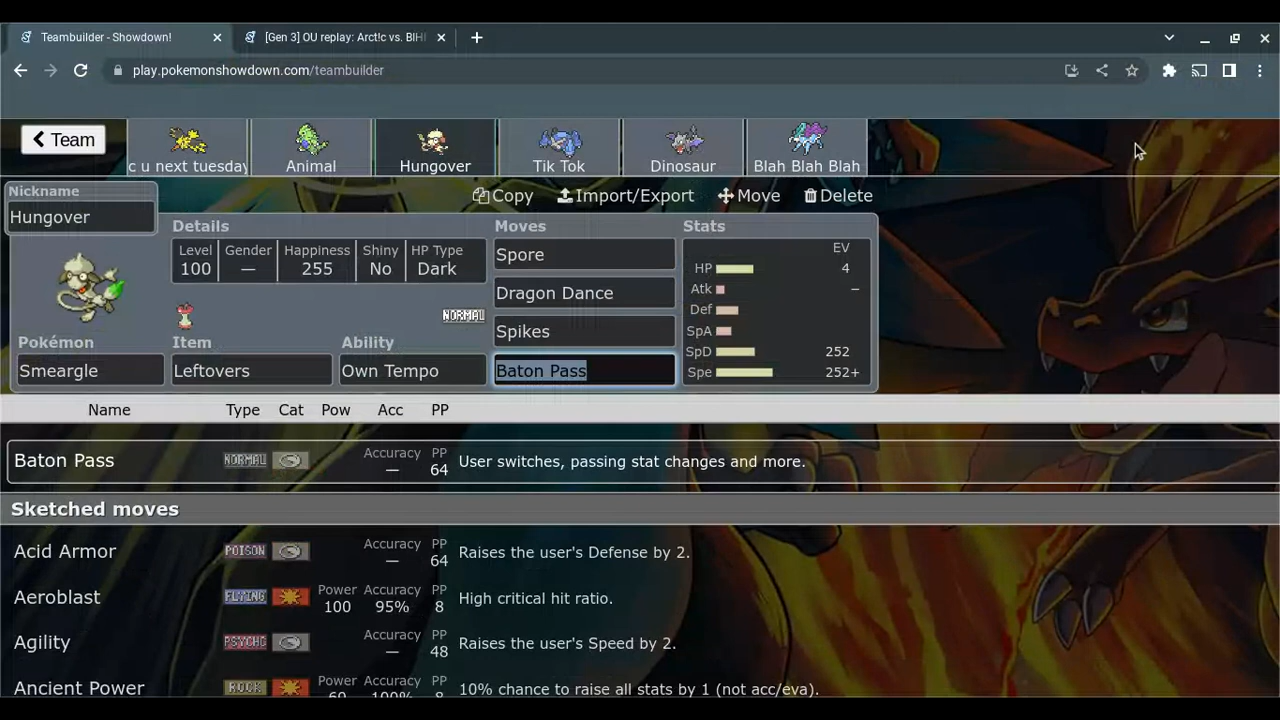 Teambuilder - Showdown!
[Gen 3] OU replay: Arct!c vs. BIH
play.pokemonshowdown.com/teambuilder
Team
c u next tuesday
Animal
Hungover
Tik Tok
Dinosaur
Blah Blah Blah
Nickname
Hungover
Copy Import/Export Move Delete
Details
Level Gender Happiness Shiny HP Type
100 — 255 No Dark
NORMAL
Pokémon Item Ability
Smeargle Leftovers Own Tempo
Moves
Spore
Dragon Dance
Spikes
Baton Pass
Stats
EV
HP 4
Atk –
Def
SpA
SpD 252
Spe 252+
Name Type Cat Pow Acc PP
Baton Pass NORMAL Accuracy — PP 64 User switches, passing stat changes and more.
Sketched moves
Acid Armor POISON Accuracy — PP 64 Raises the user's Defense by 2.
Aeroblast FLYING Power 100 Accuracy 95% PP 8 High critical hit ratio.
Agility PSYCHC Accuracy — PP 48 Raises the user's Speed by 2.
Ancient Power ROCK Power 60 Accuracy 100% PP 8 10% chance to raise all stats by 1 (not acc/eva).